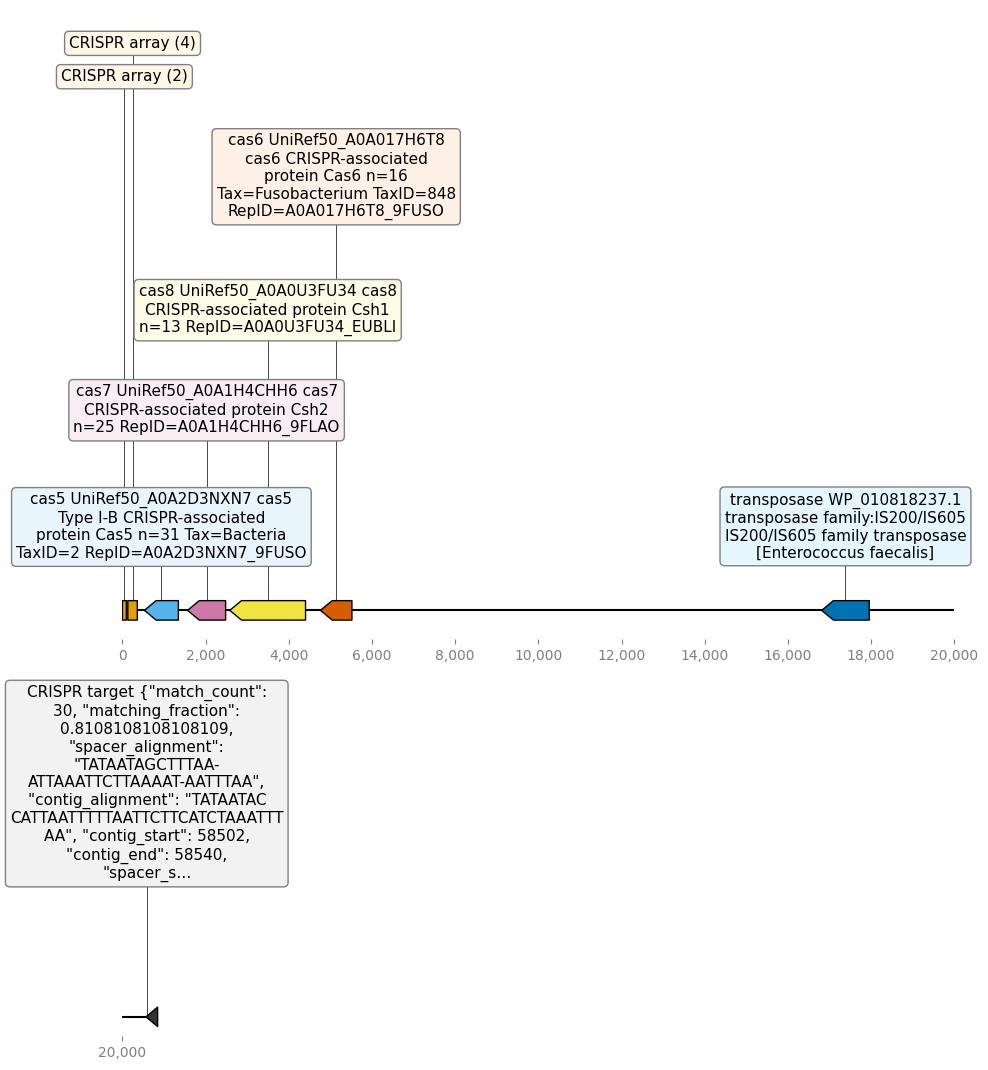 CRISPR array (4)
CRISPR array (2)
cas6 UniRef50_A0A017H6T8
cas6 CRISPR-associated
protein Cas6 n=16
Tax=Fusobacterium TaxID=848
RepID=A0A017H6T8_9FUSO
cas8 UniRef50_A0A0U3FU34 cas8
CRISPR-associated protein Csh1
n=13 RepID=A0A0U3FU34_EUBLI
cas7 UniRef50_A0A1H4CHH6 cas7
CRISPR-associated protein Csh2
n=25 RepID=A0A1H4CHH6_9FLAO
cas5 UniRef50_A0A2D3NXN7 cas5
Type I-B CRISPR-associated
protein Cas5 n=31 Tax=Bacteria
TaxID=2 RepID=A0A2D3NXN7_9FUSO
transposase WP_010818237.1
transposase family:IS200/IS605
IS200/IS605 family transposase
[Enterococcus faecalis]
0 2,000 4,000 6,000 8,000 10,000 12,000 14,000 16,000 18,000 20,000
CRISPR target {"match_count":
30, "matching_fraction":
0.8108108108108109,
"spacer_alignment":
"TATAATAGCTTTAA-
ATTAAATTCTTAAAAT-AATTTAA",
"contig_alignment": "TATAATAC
CATTAATTTTTAATTCTTCATCTAAATTT
AA", "contig_start": 58502,
"contig_end": 58540,
"spacer_s...
20,000